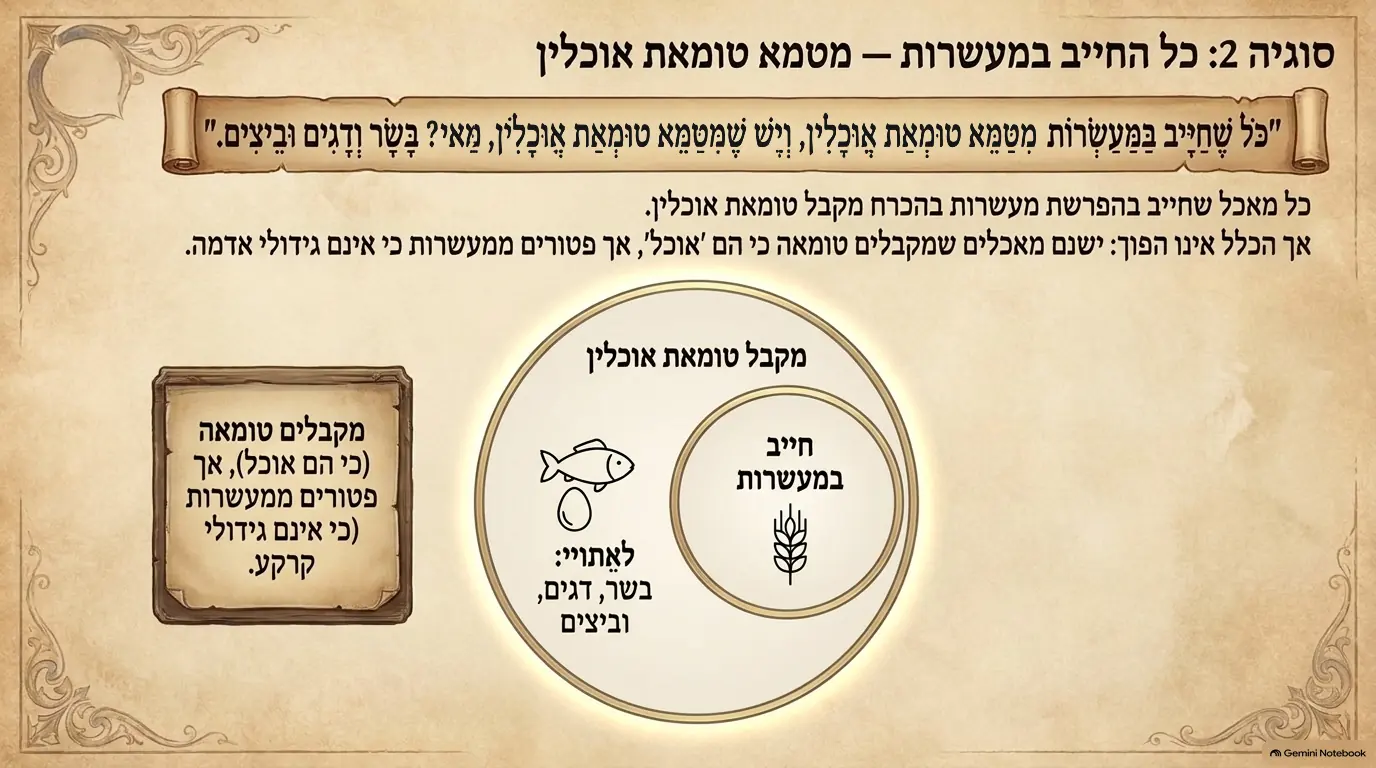 סוגיה 2: כל החייב במעשרות – מטמא טומאת אוכלין
"כֹּל שֶׁחַיָּיב בַּמַּעַשְׂרוֹת מִטַּמֵּא טוּמְאַת אֳוּכָלִין, וְיֵשׁ שֶׁמִּטַּמֵּא טוּמְאַת אֳוּכָלִין, מַאי? בָּשָׂר וְדָגִים וּבֵיצִים."
כל מאכל שחייב בהפרשת מעשרות בהכרח מקבל טומאת אוכלין.
אך הכלל אינו הפוך: ישנם מאכלים שמקבלים טומאה כי הם 'אוכל', אך פטורים ממעשרות כי אינם גידולי אדמה.
מקבל טומאת אוכלין
חייב
במעשרות
לאֵתויי:
בשר, דגים,
וביצים
מקבלים טומאה
(כי הם אוכל), אך
פטורים ממעשרות
(כי אינם גידולי
קרקע.
Gemini Notebook